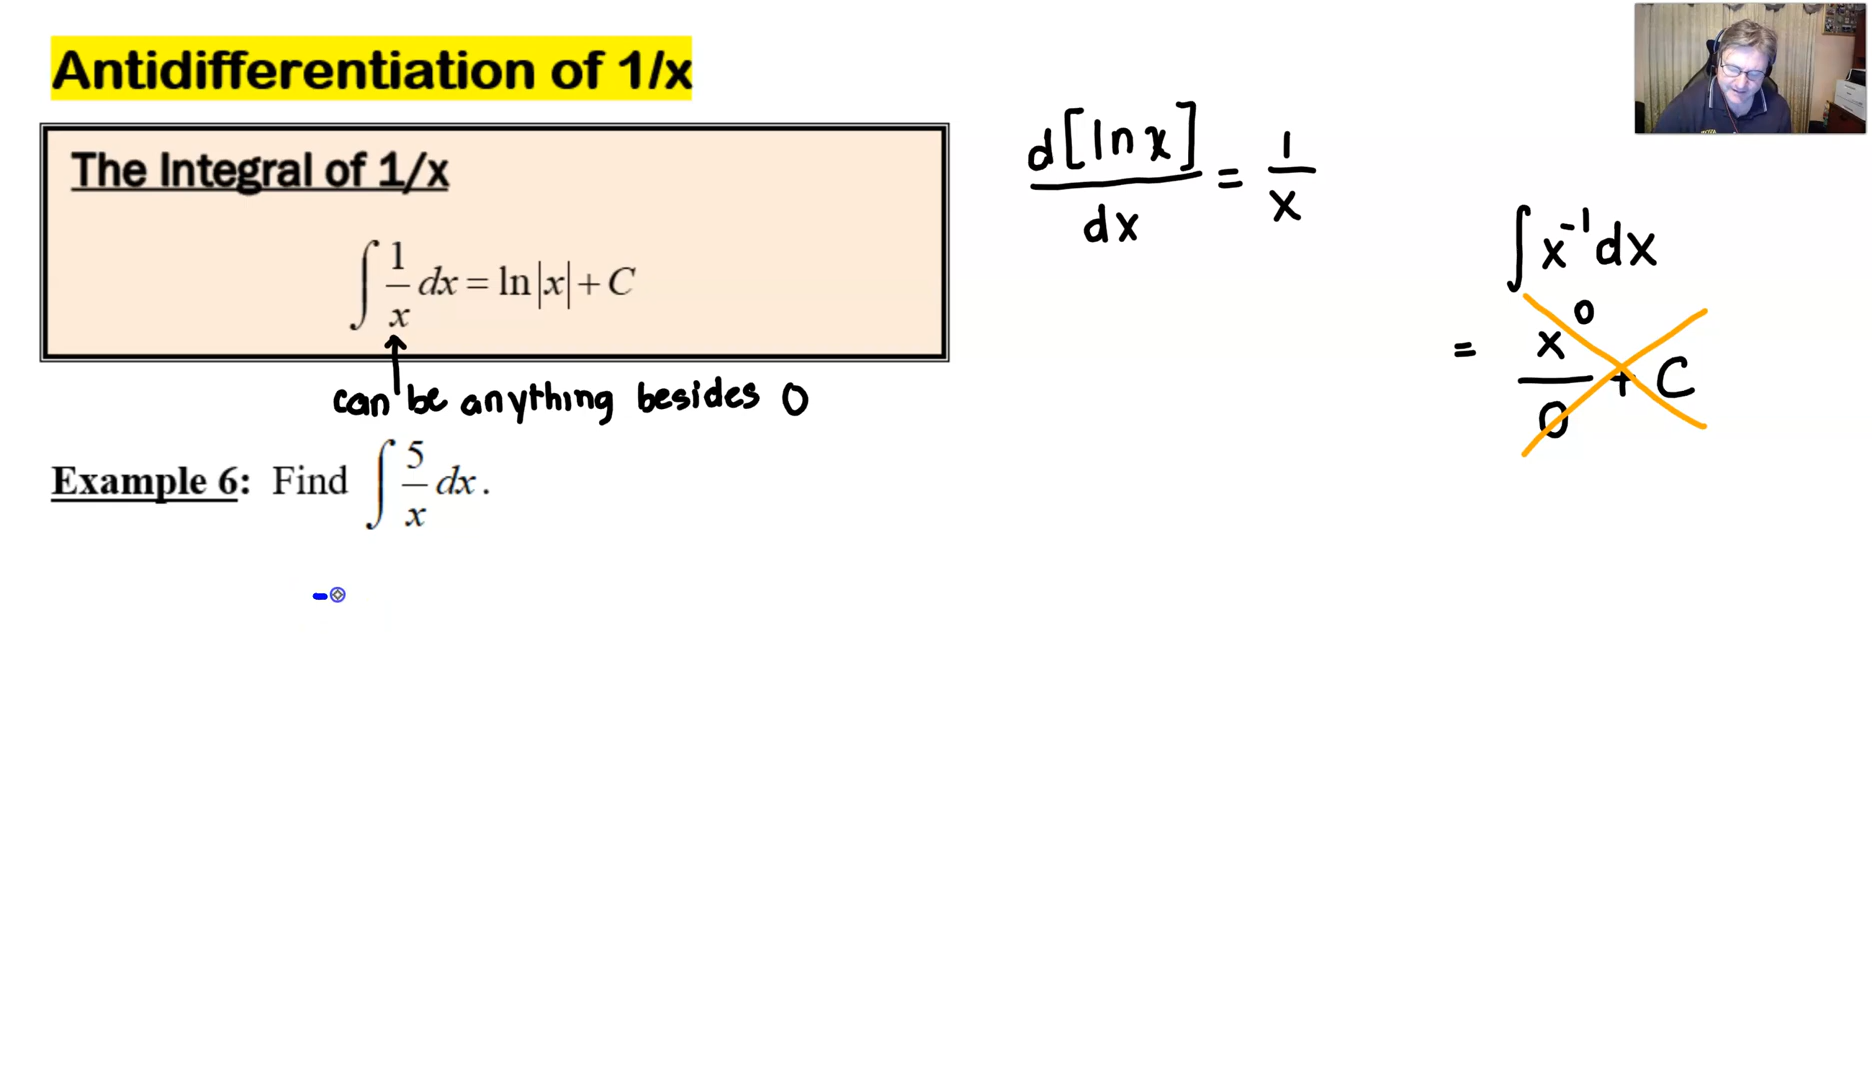 Antidifferentiation of 1/x
The Integral of 1/x
∫ 1/x dx = ln|x| + C
can be anything besides 0
Example 6: Find ∫ 5/x dx.
d[ln x]/dx = 1/x
∫ x⁻¹ dx
= x⁰/0 + C